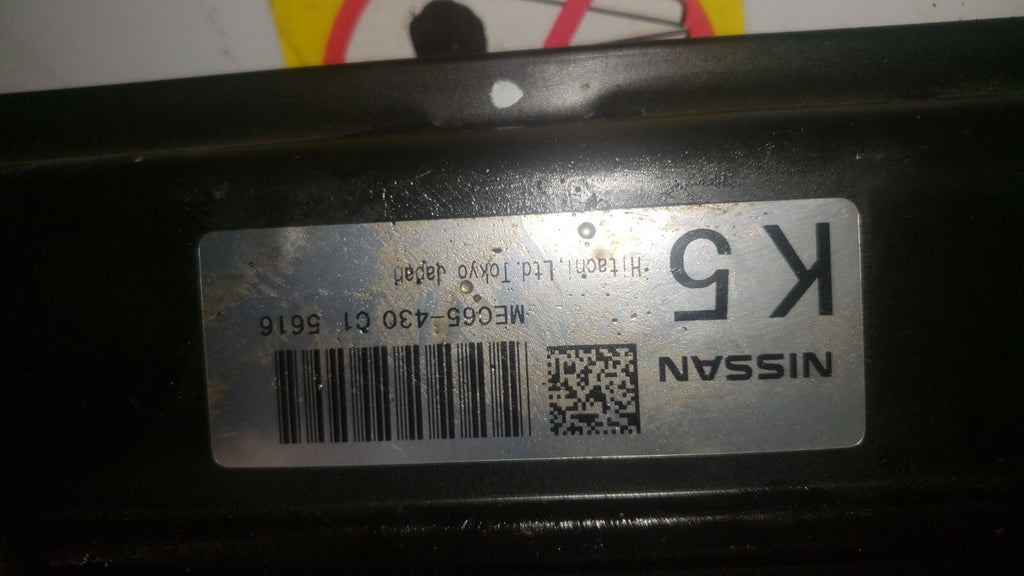 NISSAN
MEC65-430 C1 5616
K5
Hitachi, Ltd. Tokyo Japan